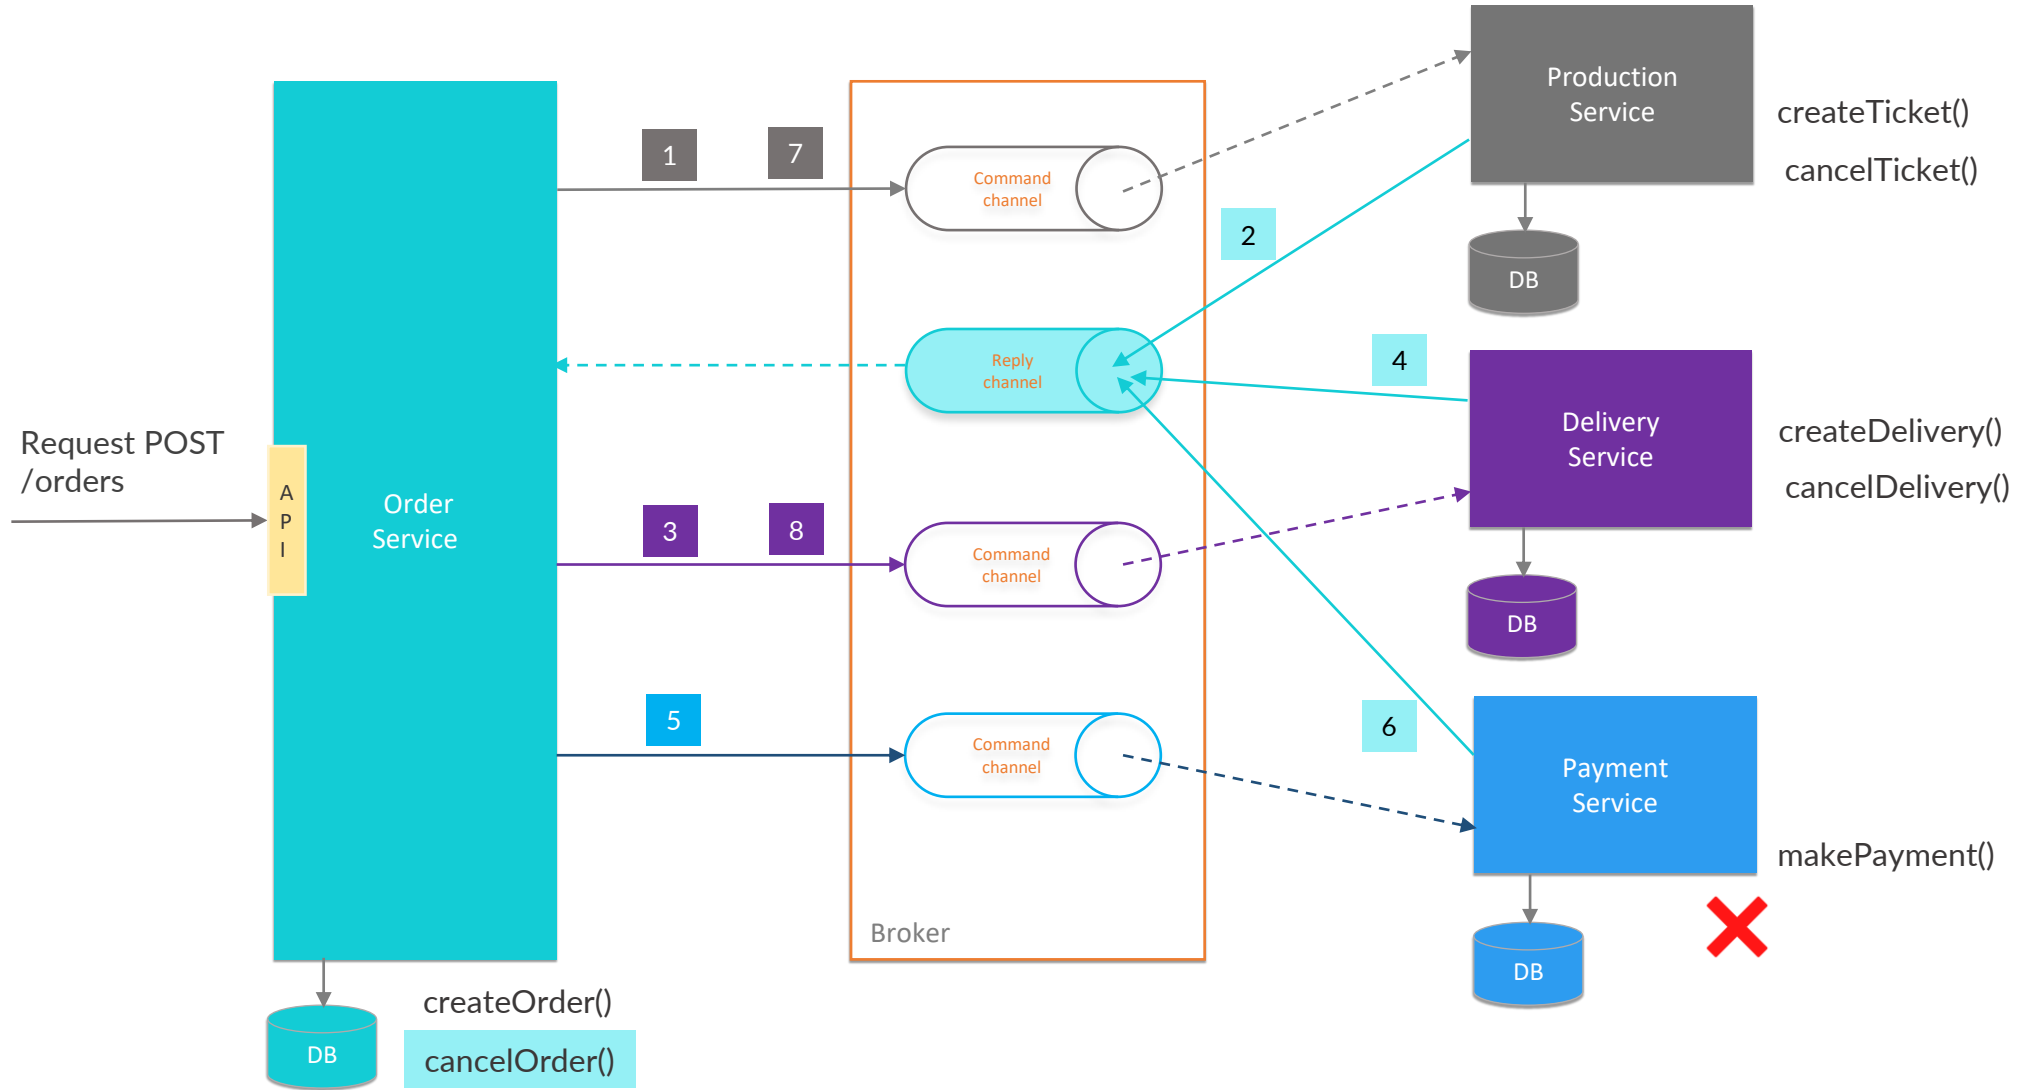 Request POST
/orders
A
P
I
Order
Service
DB
createOrder()
cancelOrder()
1
7
3
8
5
Command
channel
Reply
channel
Command
channel
Command
channel
Broker
2
4
6
Production
Service
createTicket()
cancelTicket()
DB
Delivery
Service
createDelivery()
cancelDelivery()
DB
Payment
Service
makePayment()
DB